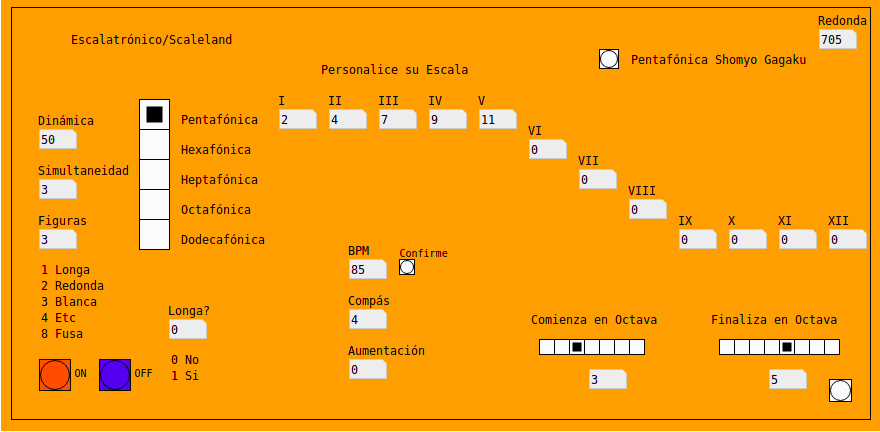 Redonda
705
Escalatrónico/Scaleland
Pentafónica Shomyo Gagaku
Personalice su Escala
I II III IV V
2 4 7 9 11
Dinámica
50
Pentafónica
VI
0
Hexafónica
VII
0
Simultaneidad
3
Heptafónica
VIII
0
Octafónica
Figuras
3
IX X XI XII
0 0 0 0
Dodecafónica
BPM
85
Confirme
1 Longa
2 Redonda
3 Blanca
4 Etc
8 Fusa
Longa?
0
0 No
1 Si
ON
OFF
Compás
4
Aumentación
0
Comienza en Octava
3
Finaliza en Octava
5